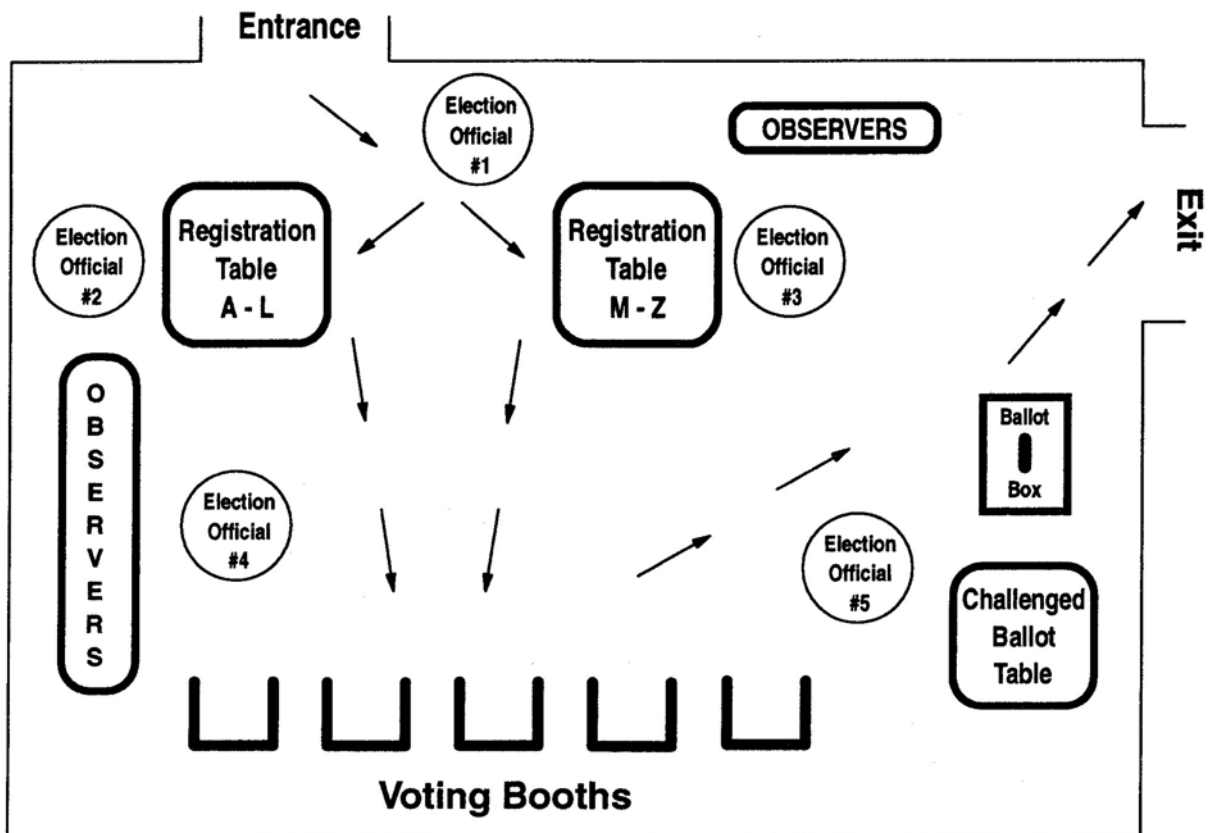 Entrance
Election
Official
#1
OBSERVERS
Election
Official
#2
Registration
Table
A - L
Registration
Table
M - Z
Election
Official
#3
Exit
OBSERVERS
Ballot
Box
Election
Official
#4
Election
Official
#5
Challenged
Ballot
Table
Voting Booths